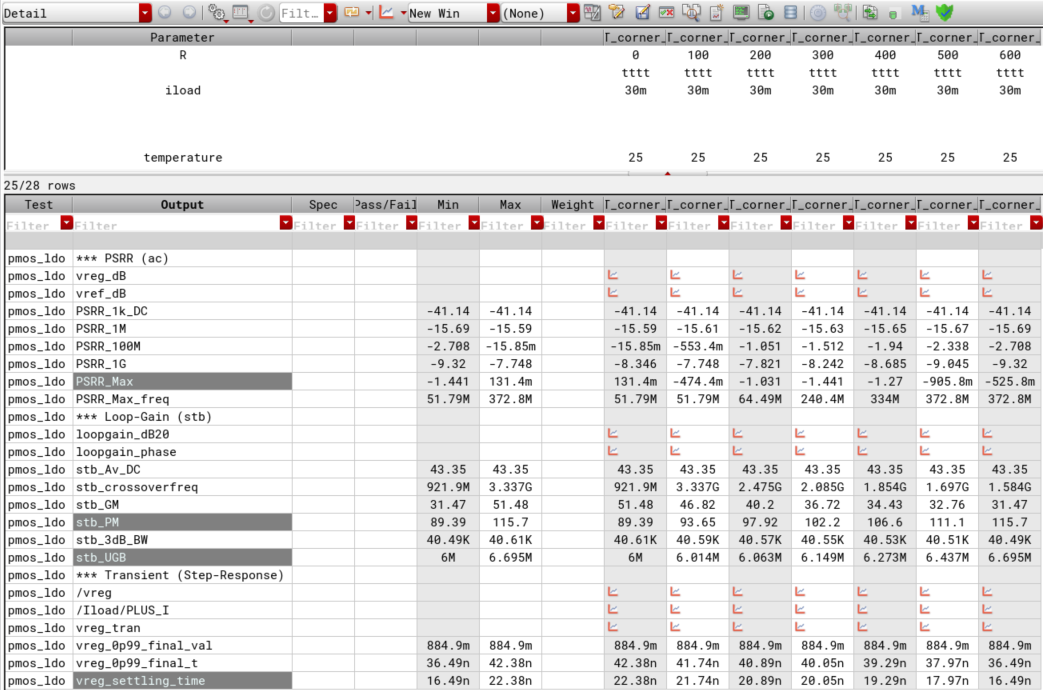 Detail Filt… New Win (None)
Parameter T_corner_ T_corner_ T_corner_ T_corner_ T_corner_ T_corner_ T_corner_
R 0 100 200 300 400 500 600
tttt tttt tttt tttt tttt tttt tttt
iload 30m 30m 30m 30m 30m 30m 30m
temperature 25 25 25 25 25 25 25
25/28 rows
Test Output Spec Pass/Fail Min Max Weight T_corner_ T_corner_ T_corner_ T_corner_ T_corner_ T_corner_ T_corner_
Filter Filter Filter Filter Filter Filter Filter Filter Filter Filter Filter Filter Filter Filter
pmos_ldo *** PSRR (ac)
pmos_ldo vreg_dB
pmos_ldo vref_dB
pmos_ldo PSRR_1k_DC -41.14 -41.14 -41.14 -41.14 -41.14 -41.14 -41.14 -41.14 -41.14
pmos_ldo PSRR_1M -15.69 -15.59 -15.59 -15.61 -15.62 -15.63 -15.65 -15.67 -15.69
pmos_ldo PSRR_100M -2.708 -15.85m -15.85m -553.4m -1.051 -1.512 -1.94 -2.338 -2.708
pmos_ldo PSRR_1G -9.32 -7.748 -8.346 -7.748 -7.821 -8.242 -8.685 -9.045 -9.32
pmos_ldo PSRR_Max -1.441 131.4m 131.4m -474.4m -1.031 -1.441 -1.27 -905.8m -525.8m
pmos_ldo PSRR_Max_freq 51.79M 372.8M 51.79M 51.79M 64.49M 240.4M 334M 372.8M 372.8M
pmos_ldo *** Loop-Gain (stb)
pmos_ldo loopgain_dB20
pmos_ldo loopgain_phase
pmos_ldo stb_Av_DC 43.35 43.35 43.35 43.35 43.35 43.35 43.35 43.35 43.35
pmos_ldo stb_crossoverfreq 921.9M 3.337G 921.9M 3.337G 2.475G 2.085G 1.854G 1.697G 1.584G
pmos_ldo stb_GM 31.47 51.48 51.48 46.82 40.2 36.72 34.43 32.76 31.47
pmos_ldo stb_PM 89.39 115.7 89.39 93.65 97.92 102.2 106.6 111.1 115.7
pmos_ldo stb_3dB_BW 40.49K 40.61K 40.61K 40.59K 40.57K 40.55K 40.53K 40.51K 40.49K
pmos_ldo stb_UGB 6M 6.695M 6M 6.014M 6.063M 6.149M 6.273M 6.437M 6.695M
pmos_ldo *** Transient (Step-Response)
pmos_ldo /vreg
pmos_ldo /Iload/PLUS_I
pmos_ldo vreg_tran
pmos_ldo vreg_0p99_final_val 884.9m 884.9m 884.9m 884.9m 884.9m 884.9m 884.9m 884.9m 884.9m
pmos_ldo vreg_0p99_final_t 36.49n 42.38n 42.38n 41.74n 40.89n 40.05n 39.29n 37.97n 36.49n
pmos_ldo vreg_settling_time 16.49n 22.38n 22.38n 21.74n 20.89n 20.05n 19.29n 17.97n 16.49n